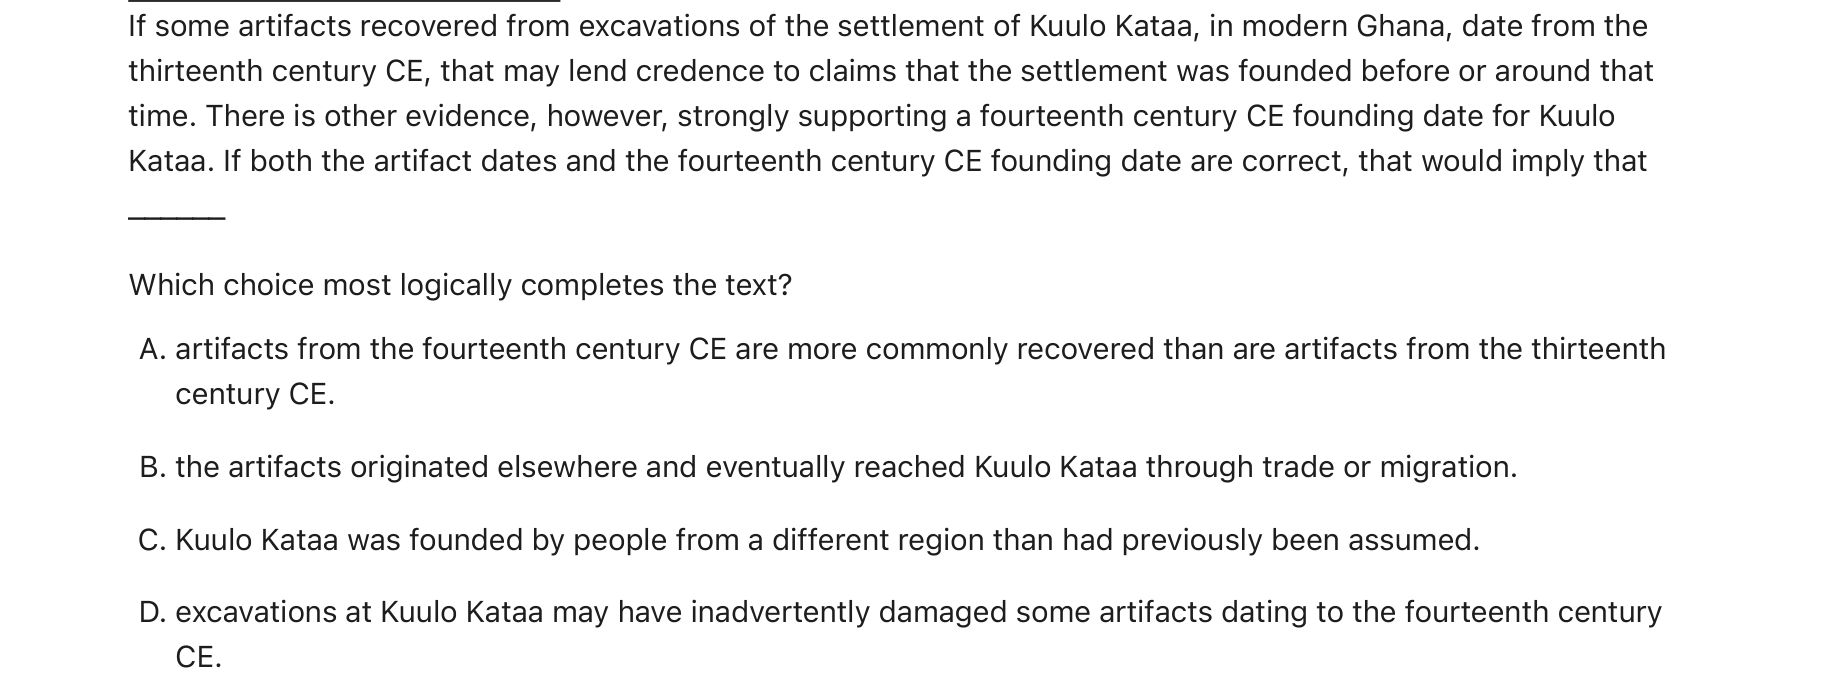 If some artifacts recovered from excavations of the settlement of Kuulo Kataa, in modern Ghana, date from the
thirteenth century CE, that may lend credence to claims that the settlement was founded before or around that
time. There is other evidence, however, strongly supporting a fourteenth century CE founding date for Kuulo
Kataa. If both the artifact dates and the fourteenth century CE founding date are correct, that would imply that
______
Which choice most logically completes the text?
A. artifacts from the fourteenth century CE are more commonly recovered than are artifacts from the thirteenth
century CE.
B. the artifacts originated elsewhere and eventually reached Kuulo Kataa through trade or migration.
C. Kuulo Kataa was founded by people from a different region than had previously been assumed.
D. excavations at Kuulo Kataa may have inadvertently damaged some artifacts dating to the fourteenth century
CE.